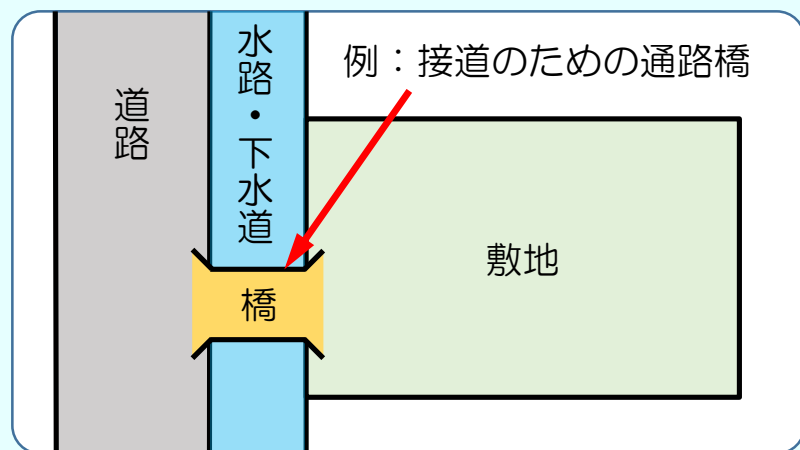 例：接道のための通路橋
道路
水路・下水道
橋
敷地